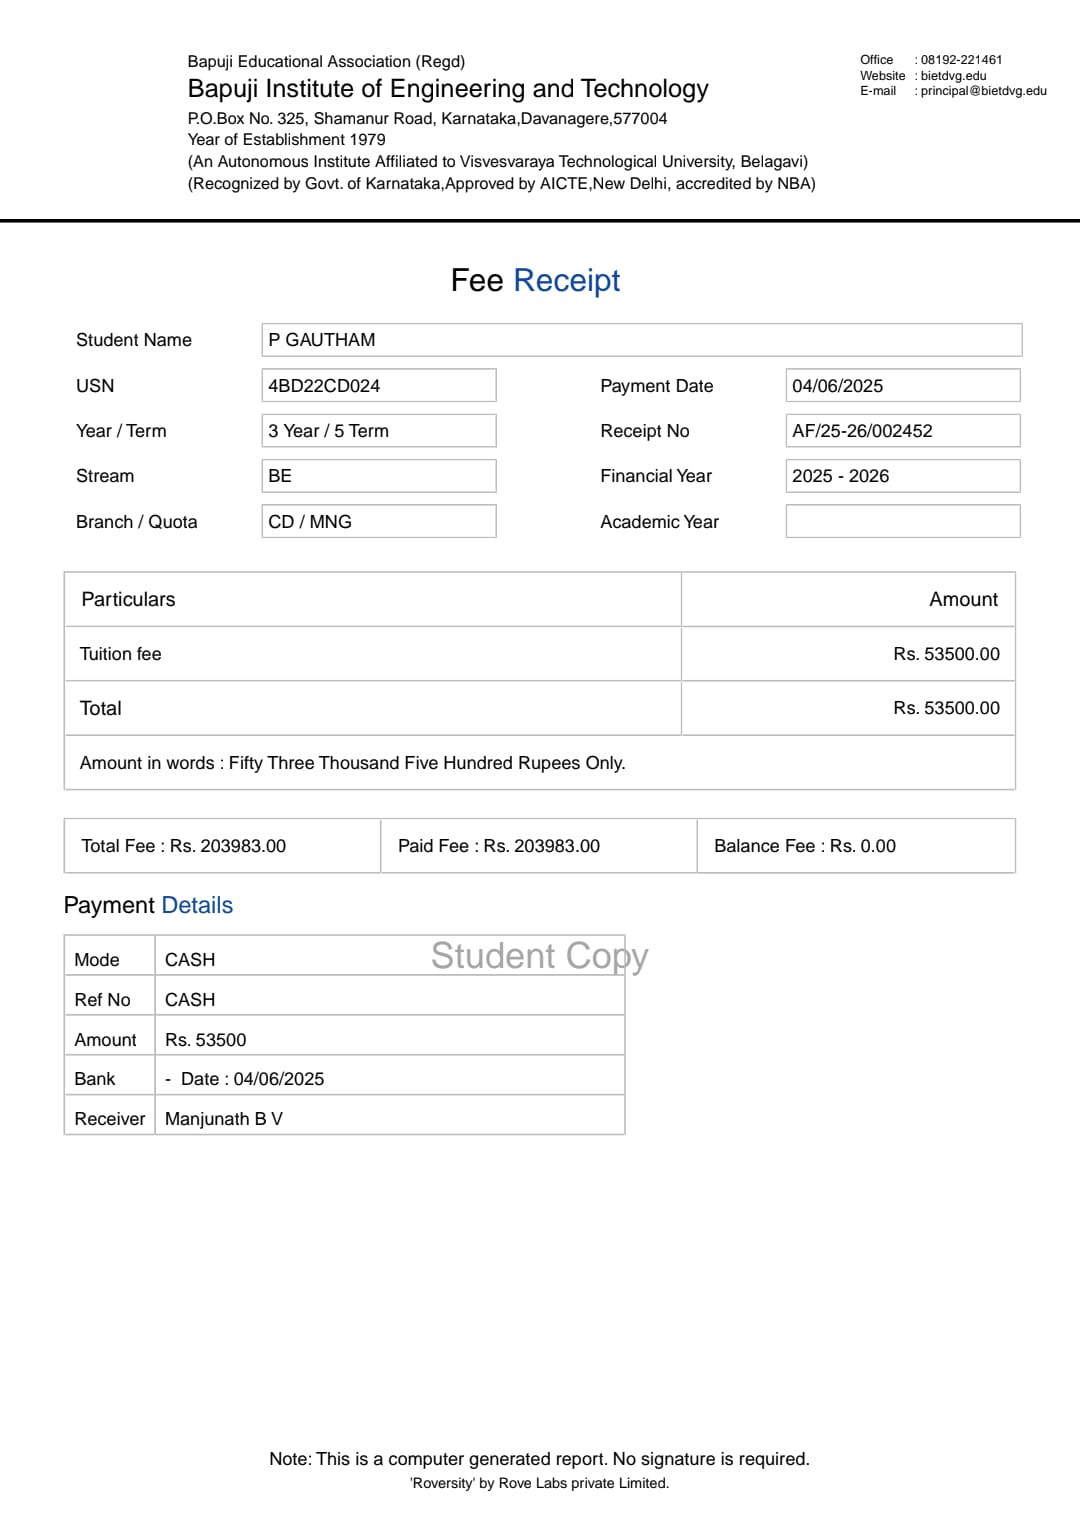 Bapuji Educational Association (Regd)
Bapuji Institute of Engineering and Technology
P.O.Box No. 325, Shamanur Road, Karnataka,Davanagere,577004
Year of Establishment 1979
(An Autonomous Institute Affiliated to Visvesvaraya Technological University, Belagavi)
(Recognized by Govt. of Karnataka,Approved by AICTE,New Delhi, accredited by NBA)
Office : 08192-221461
Website : bietdvg.edu
E-mail : principal@bietdvg.edu
Fee Receipt
Student Name P GAUTHAM
USN 4BD22CD024 Payment Date 04/06/2025
Year / Term 3 Year / 5 Term Receipt No AF/25-26/002452
Stream BE Financial Year 2025 - 2026
Branch / Quota CD / MNG Academic Year
Particulars Amount
Tuition fee Rs. 53500.00
Total Rs. 53500.00
Amount in words : Fifty Three Thousand Five Hundred Rupees Only.
Total Fee : Rs. 203983.00 Paid Fee : Rs. 203983.00 Balance Fee : Rs. 0.00
Payment Details
Mode CASH Student Copy
Ref No CASH
Amount Rs. 53500
Bank - Date : 04/06/2025
Receiver Manjunath B V
Note: This is a computer generated report. No signature is required.
'Roversity' by Rove Labs private Limited.